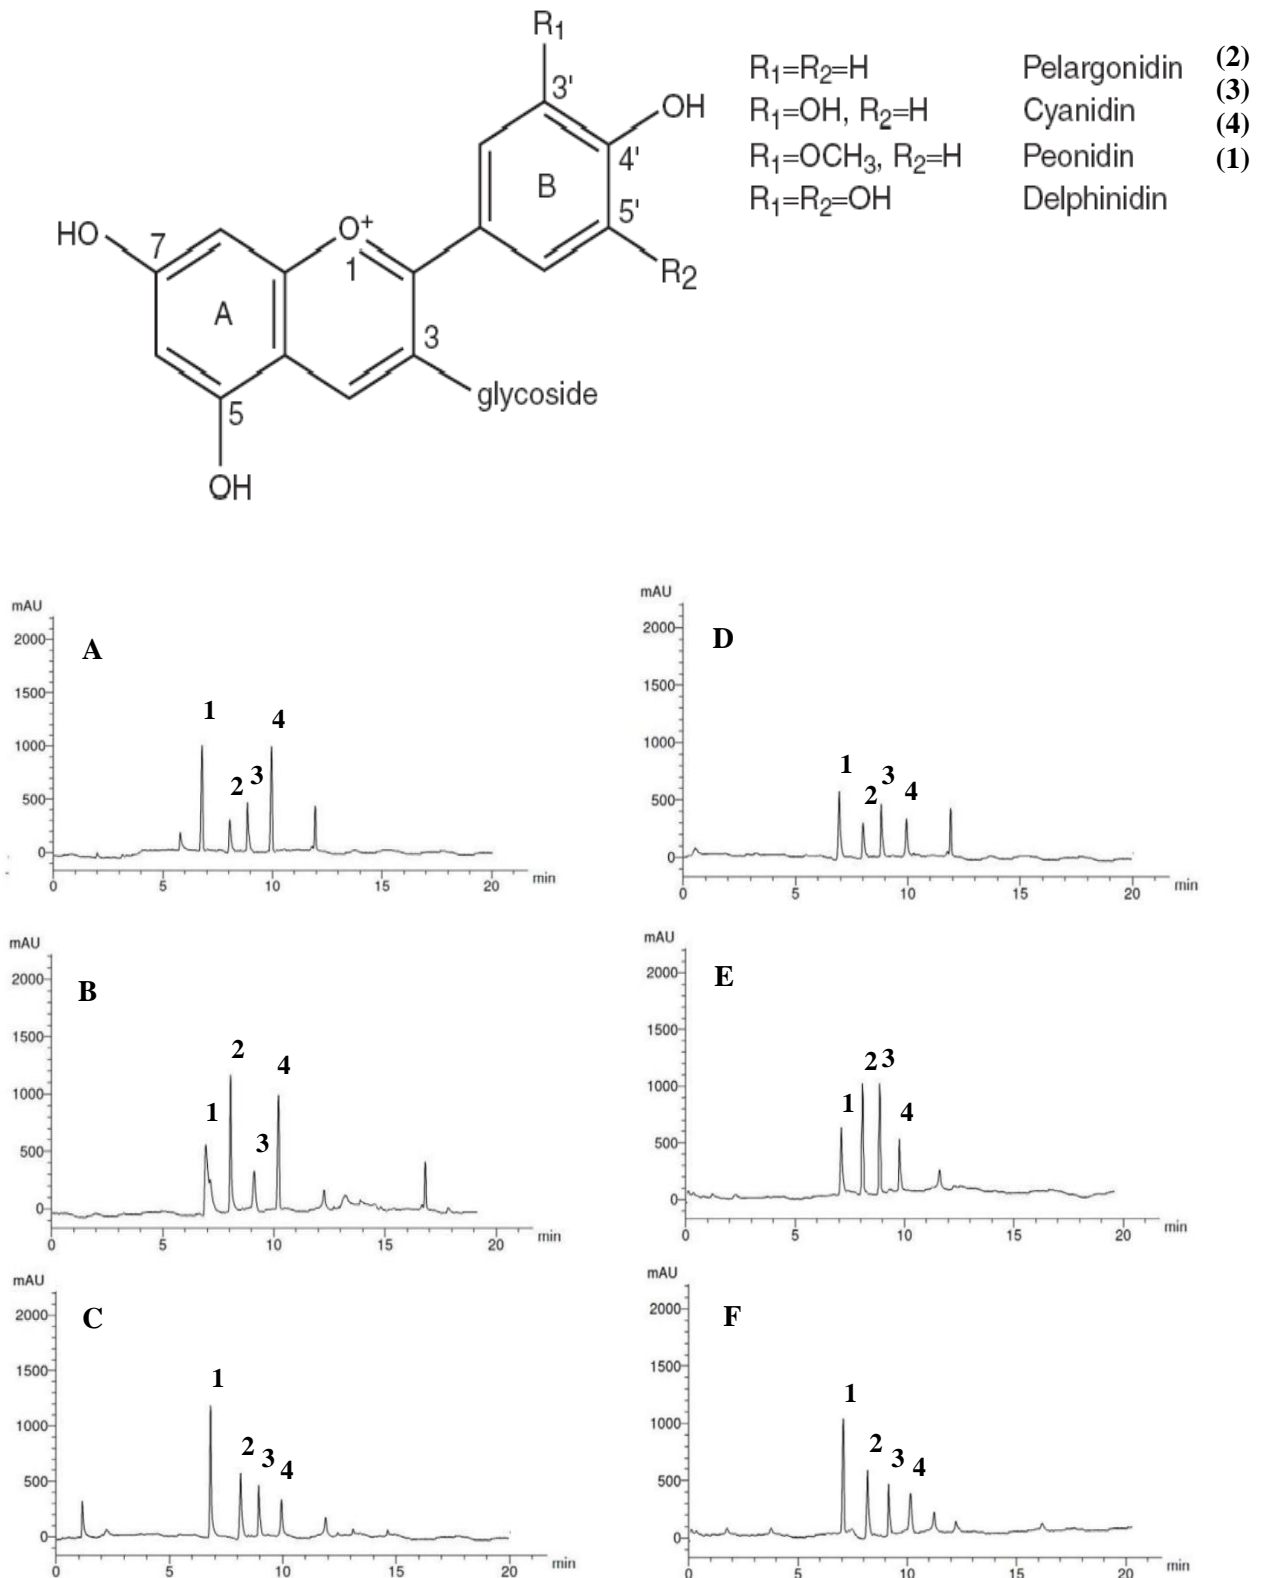 R1
3'
OH
4'
B
5'
R2
HO
7
O+
1
A
3
glycoside
5
OH
R1=R2=H Pelargonidin (2)
R1=OH, R2=H Cyanidin (3)
R1=OCH3, R2=H Peonidin (4)
R1=R2=OH Delphinidin (1)
mAU
A
2000
1500
1000
500
0
1
2
3
4
0 5 10 15 20 min
mAU
D
2000
1500
1000
500
0
1
2
3
4
0 5 10 15 20 min
mAU
B
2000
1500
1000
500
0
1
2
3
4
0 5 10 15 20 min
mAU
E
2000
1500
1000
500
0
1
2
3
4
0 5 10 15 20 min
mAU
C
2000
1500
1000
500
0
1
2
3
4
0 5 10 15 20 min
mAU
F
2000
1500
1000
500
0
1
2
3
4
0 5 10 15 20 min